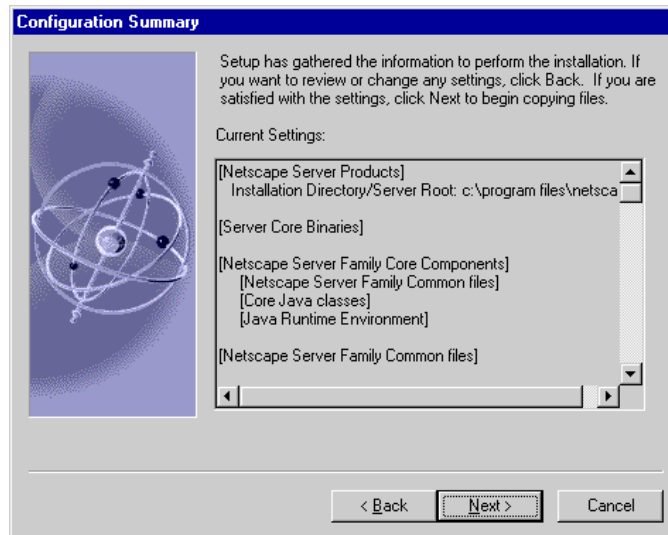 Configuration Summary
Setup has gathered the information to perform the installation. If
you want to review or change any settings, click Back. If you are
satisfied with the settings, click Next to begin copying files.
Current Settings:
[Netscape Server Products]
Installation Directory/Server Root: c:\program files\netsca
[Server Core Binaries]
[Netscape Server Family Core Components]
[Netscape Server Family Common files]
[Core Java classes]
[Java Runtime Environment]
[Netscape Server Family Common files]
< Back
Next >
Cancel